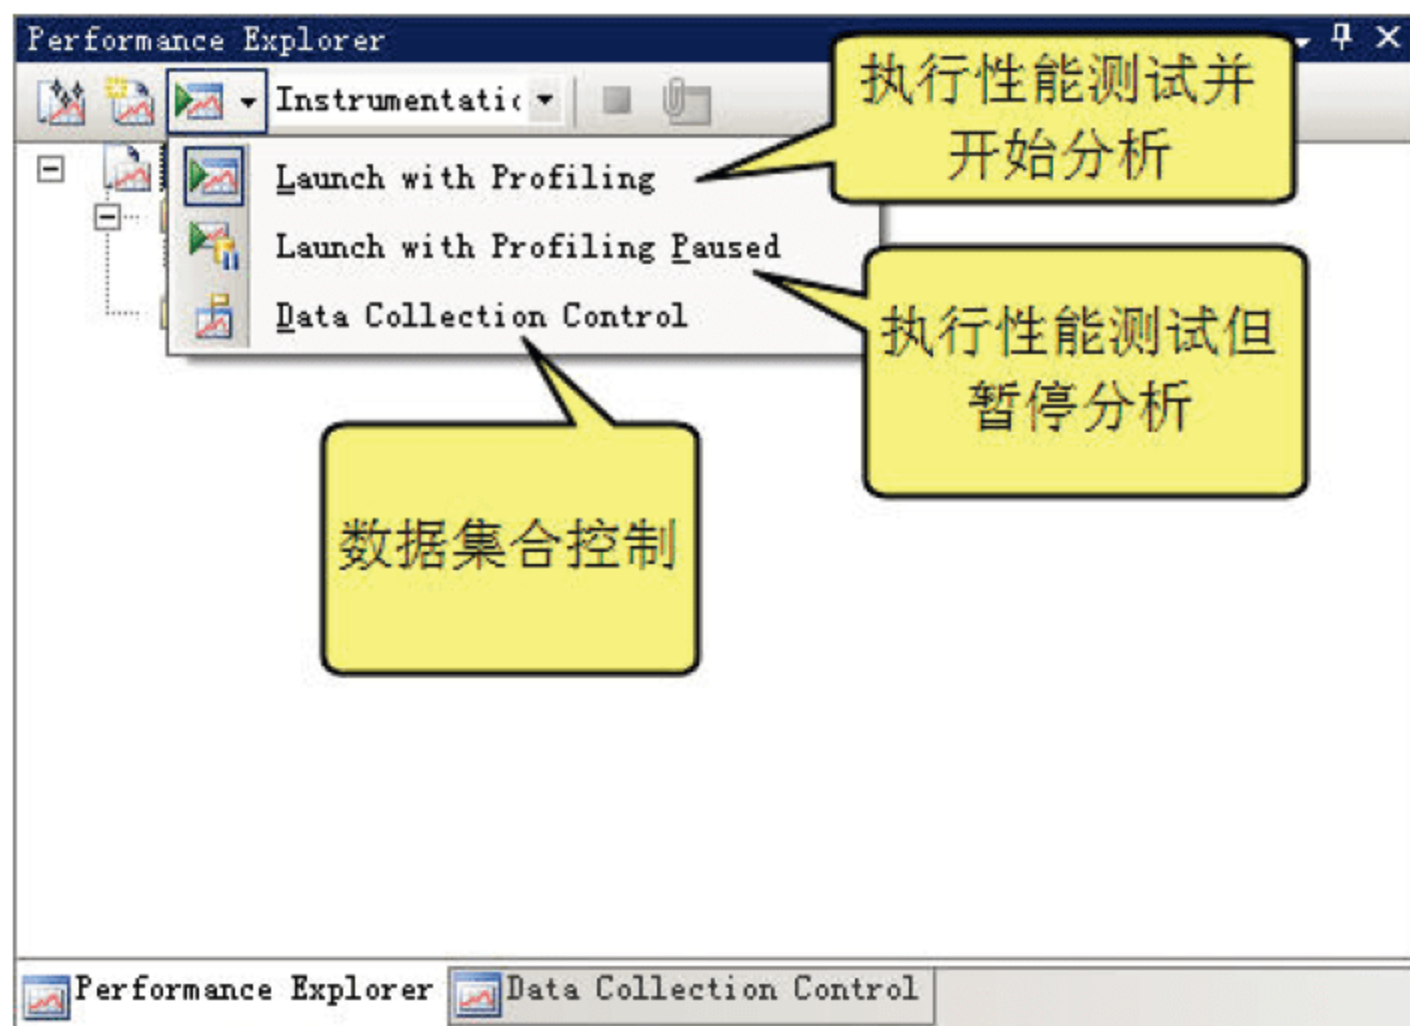 Performance Explorer
Instrumentatic
执行性能测试并
开始分析
Launch with Profiling
Launch with Profiling Paused
Data Collection Control
执行性能测试但
暂停分析
数据集合控制
Performance Explorer
Data Collection Control